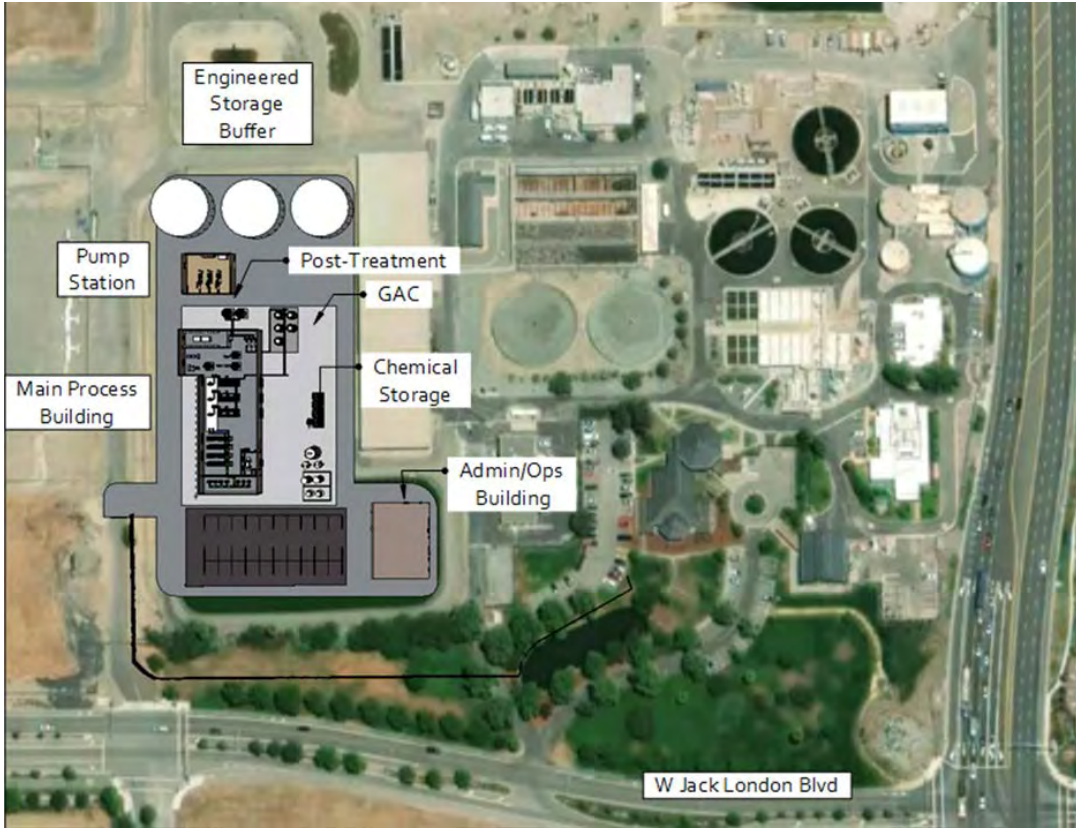 Engineered
Storage
Buffer
Pump
Station
Post-Treatment
GAC
Main Process
Building
Chemical
Storage
Admin/Ops
Building
W Jack London Blvd